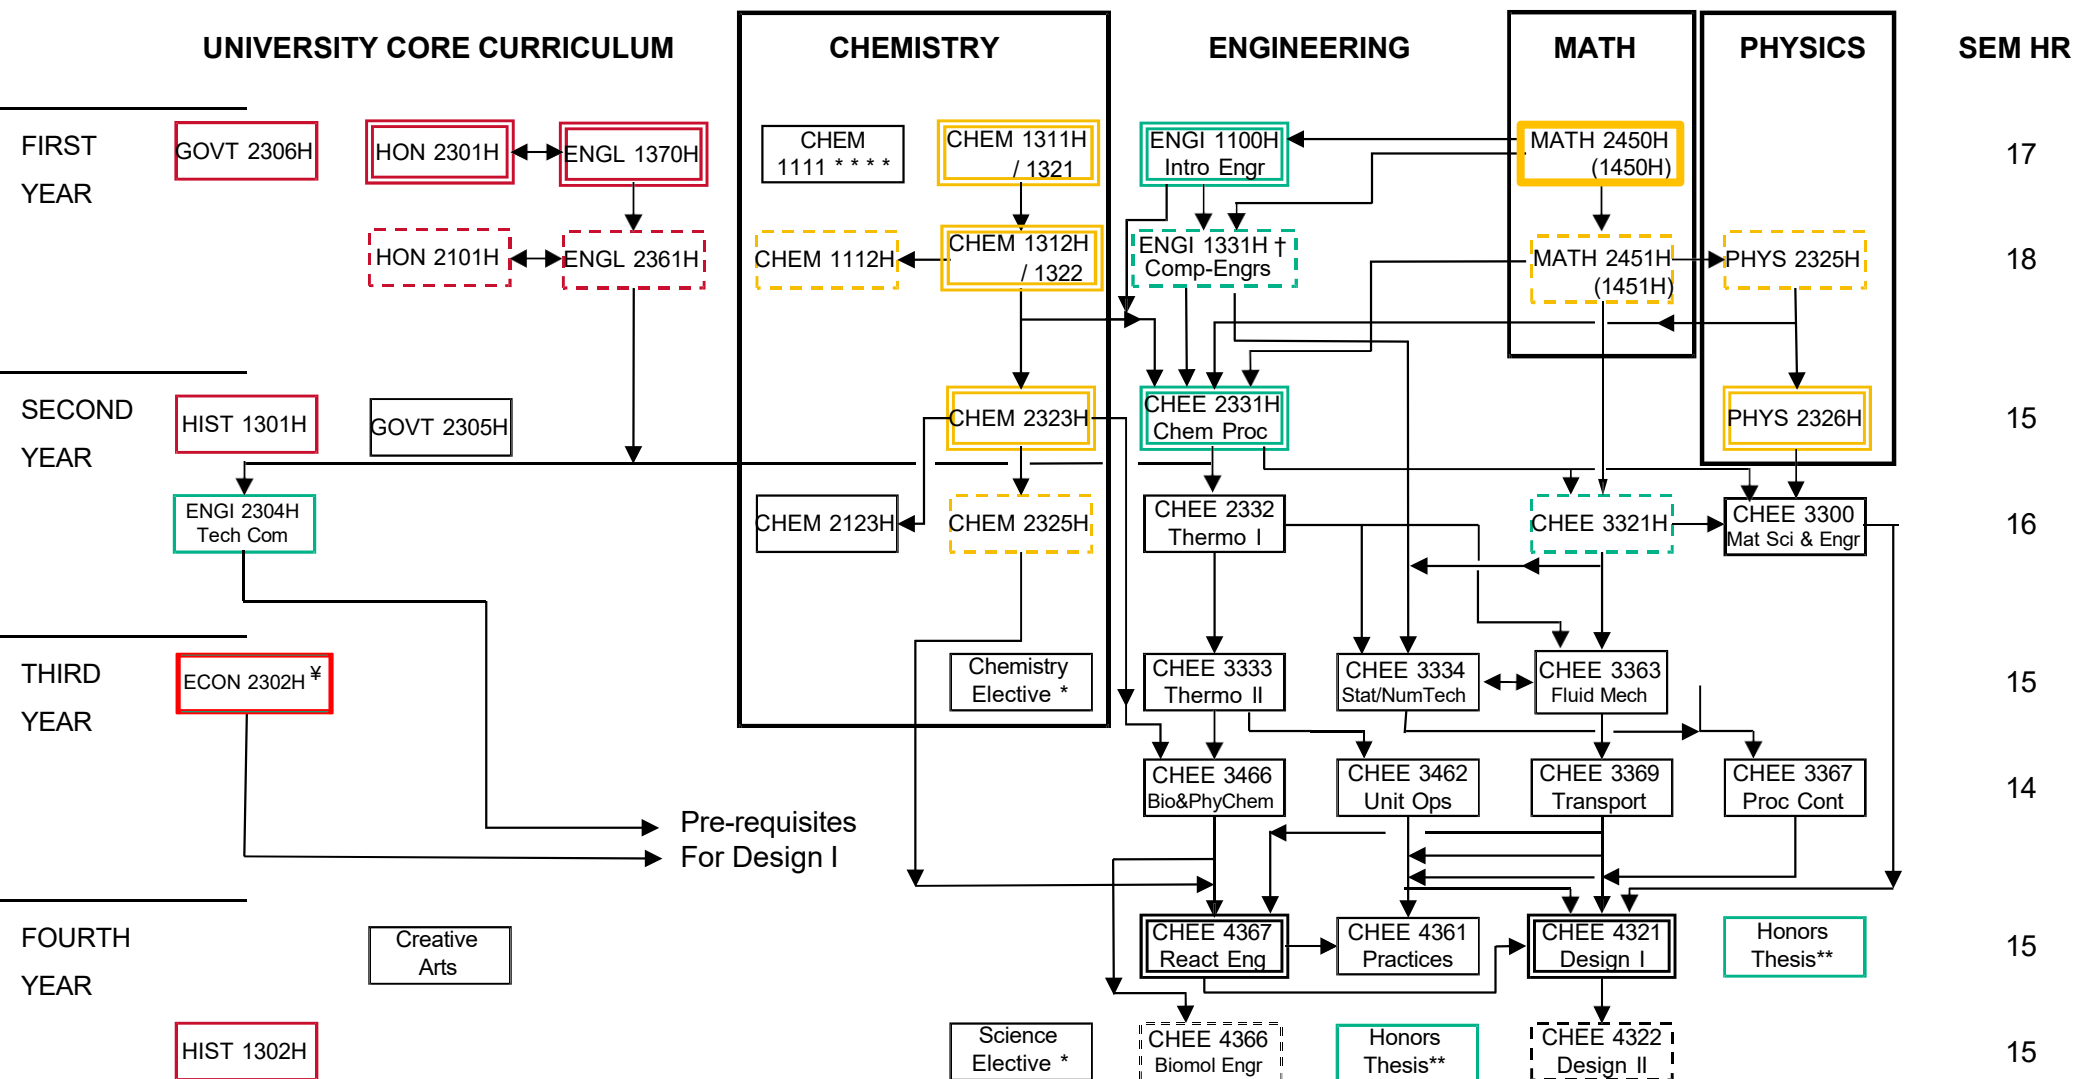 UNIVERSITY CORE CURRICULUM CHEMISTRY ENGINEERING MATH PHYSICS SEM HR
FIRST
YEAR
GOVT 2306H
HON 2301H
ENGL 1370H
CHEM
1111 * * * *
CHEM 1311H
/ 1321
ENGI 1100H
Intro Engr
MATH 2450H
(1450H)
17
HON 2101H
ENGL 2361H
CHEM 1112H
CHEM 1312H
/ 1322
ENGI 1331H †
Comp-Engrs
MATH 2451H
(1451H)
PHYS 2325H
18
SECOND
YEAR
HIST 1301H
GOVT 2305H
CHEM 2323H
CHEE 2331H
Chem Proc
PHYS 2326H
15
ENGI 2304H
Tech Com
CHEM 2123H
CHEM 2325H
CHEE 2332
Thermo I
CHEE 3321H
CHEE 3300
Mat Sci & Engr
16
THIRD
YEAR
ECON 2302H ¥
Chemistry
Elective *
CHEE 3333
Thermo II
CHEE 3334
Stat/NumTech
CHEE 3363
Fluid Mech
15
CHEE 3466
Bio&PhyChem
CHEE 3462
Unit Ops
CHEE 3369
Transport
CHEE 3367
Proc Cont
14
Pre-requisites
For Design I
FOURTH
YEAR
Creative
Arts
CHEE 4367
React Eng
CHEE 4361
Practices
CHEE 4321
Design I
Honors
Thesis**
15
HIST 1302H
Science
Elective *
CHEE 4366
Biomol Engr
Honors
Thesis**
CHEE 4322
Design II
15